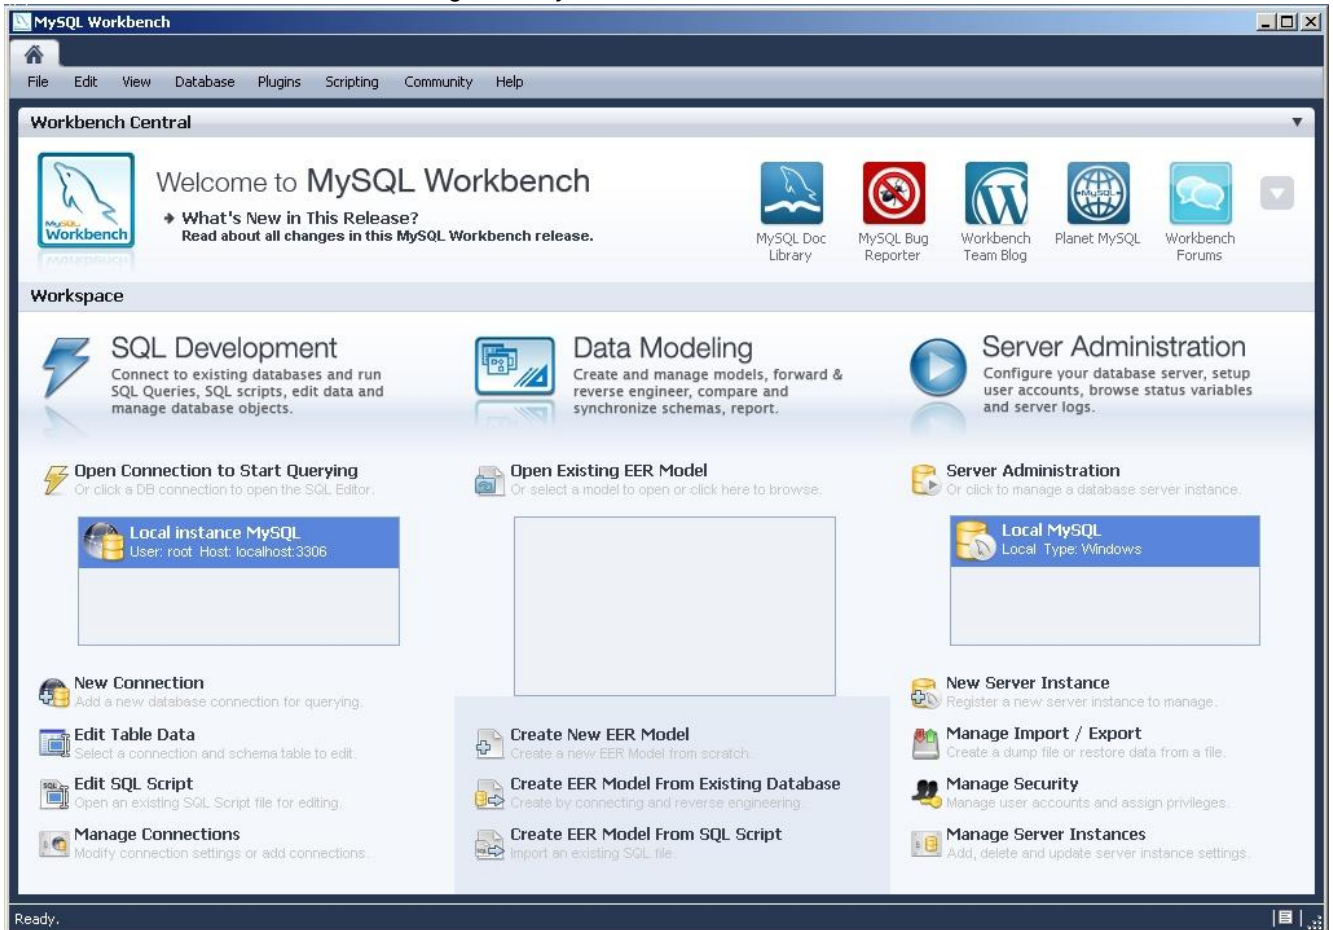 MySQL Workbench
File Edit View Database Plugins Scripting Community Help
Workbench Central
MySQL
Workbench
Welcome to MySQL Workbench
What's New in This Release?
Read about all changes in this MySQL Workbench release.
MySQL Doc
Library
MySQL Bug
Reporter
Workbench
Team Blog
MySQL
Planet MySQL
Workbench
Forums
Workspace
SQL Development
Connect to existing databases and run
SQL Queries, SQL scripts, edit data and
manage database objects.
Open Connection to Start Querying
Or click a DB connection to open the SQL Editor.
Local instance MySQL
User: root Host: localhost:3306
New Connection
Add a new database connection for querying.
Edit Table Data
Select a connection and schema table to edit.
Edit SQL Script
Open an existing SQL Script file for editing.
Manage Connections
Modify connection settings or add connections.
Data Modeling
Create and manage models, forward &
reverse engineer, compare and
synchronize schemas, report.
Open Existing EER Model
Or select a model to open or click here to browse.
Create New EER Model
Create a new EER Model from scratch.
Create EER Model From Existing Database
Create by connecting and reverse engineering.
Create EER Model From SQL Script
Import an existing SQL file.
Server Administration
Configure your database server, setup
user accounts, browse status variables
and server logs.
Server Administration
Or click to manage a database server instance.
Local MySQL
Local Type: Windows
New Server Instance
Register a new server instance to manage.
Manage Import / Export
Create a dump file or restore data from a file.
Manage Security
Manage user accounts and assign privileges.
Manage Server Instances
Add, delete and update server instance settings.
Ready.